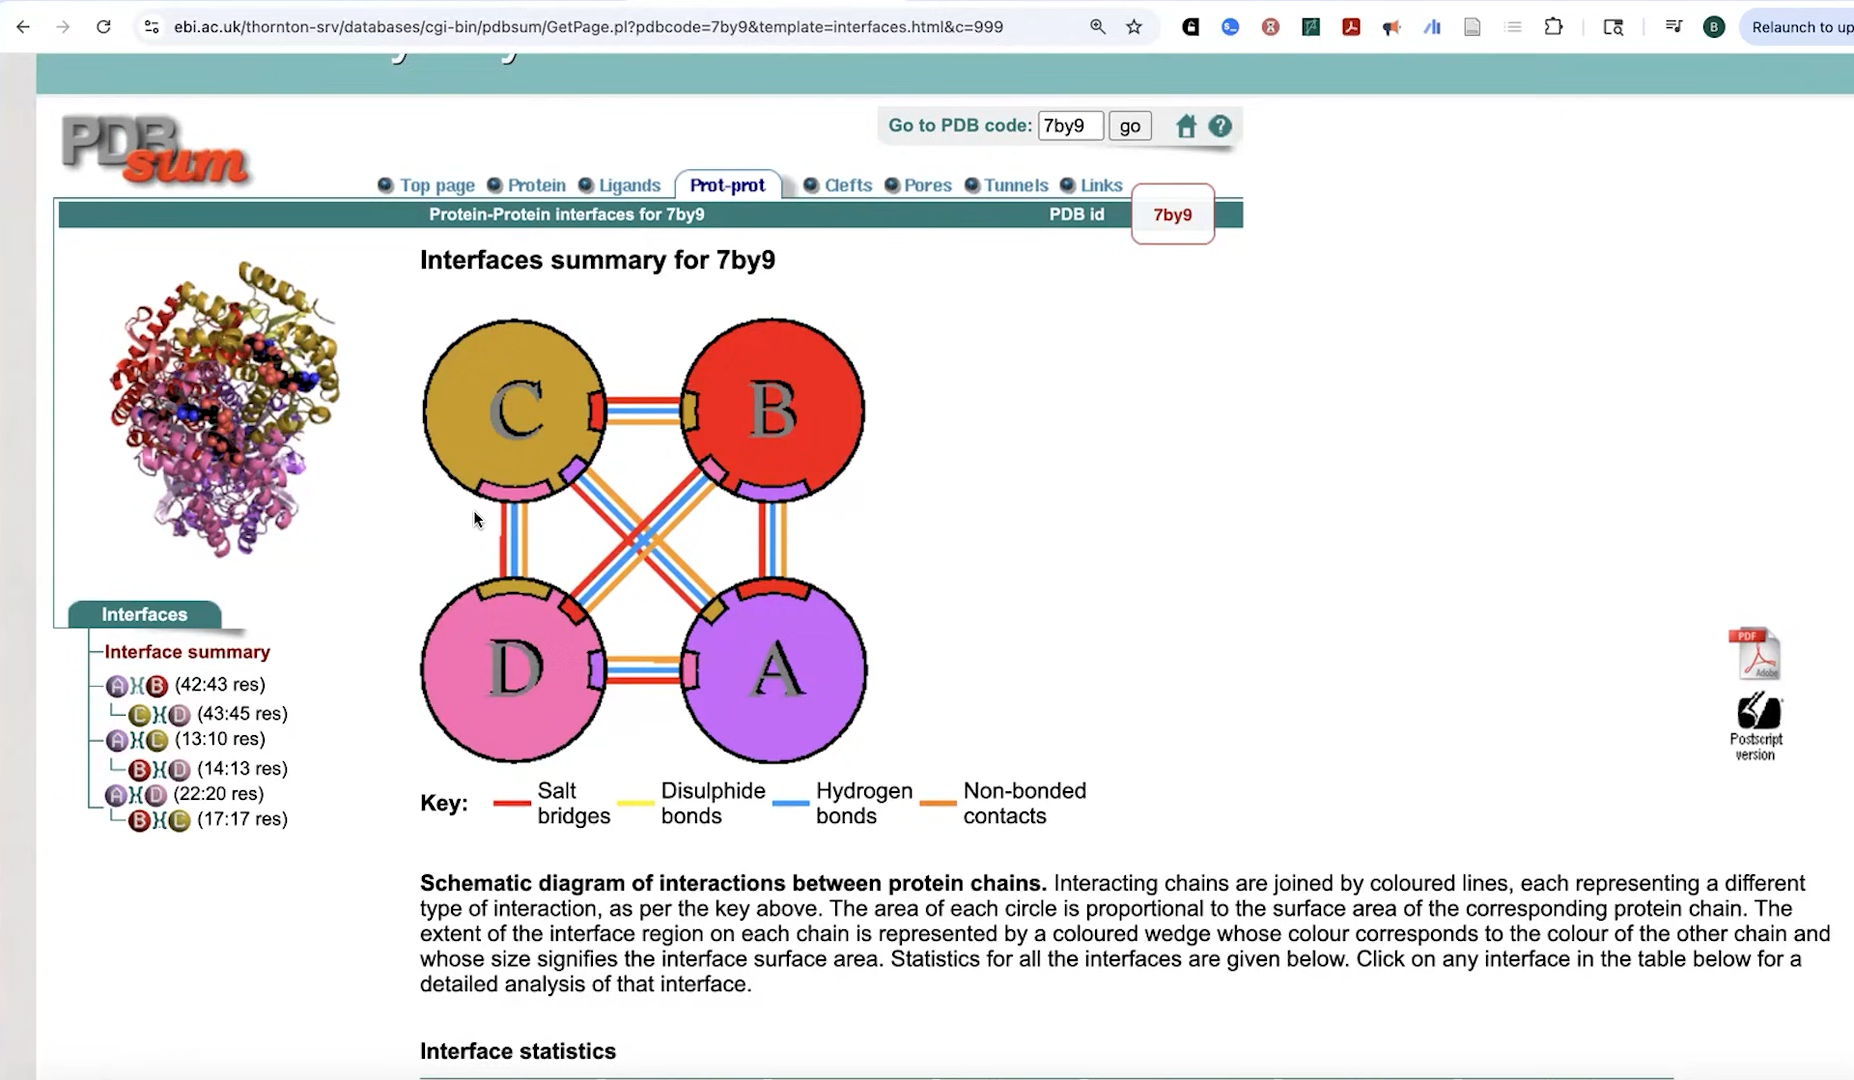 ebi.ac.uk/thornton-srv/databases/cgi-bin/pdbsum/GetPage.pl?pdbcode=7by9&template=interfaces.html&c=999
B
Relaunch to up
PDBsum
Go to PDB code:
7by9
go
?
Top page
Protein
Ligands
Prot-prot
Clefts
Pores
Tunnels
Links
Protein-Protein interfaces for 7by9
PDB id
7by9
Interfaces summary for 7by9
C
B
D
A
Interfaces
Interface summary
A B (42:43 res)
C D (43:45 res)
A C (13:10 res)
B D (14:13 res)
A D (22:20 res)
B C (17:17 res)
PDF
Adobe
Postscript
version
Key:
Salt
bridges
Disulphide
bonds
Hydrogen
bonds
Non-bonded
contacts
Schematic diagram of interactions between protein chains. Interacting chains are joined by coloured lines, each representing a different
type of interaction, as per the key above. The area of each circle is proportional to the surface area of the corresponding protein chain. The
extent of the interface region on each chain is represented by a coloured wedge whose colour corresponds to the colour of the other chain and
whose size signifies the interface surface area. Statistics for all the interfaces are given below. Click on any interface in the table below for a
detailed analysis of that interface.
Interface statistics